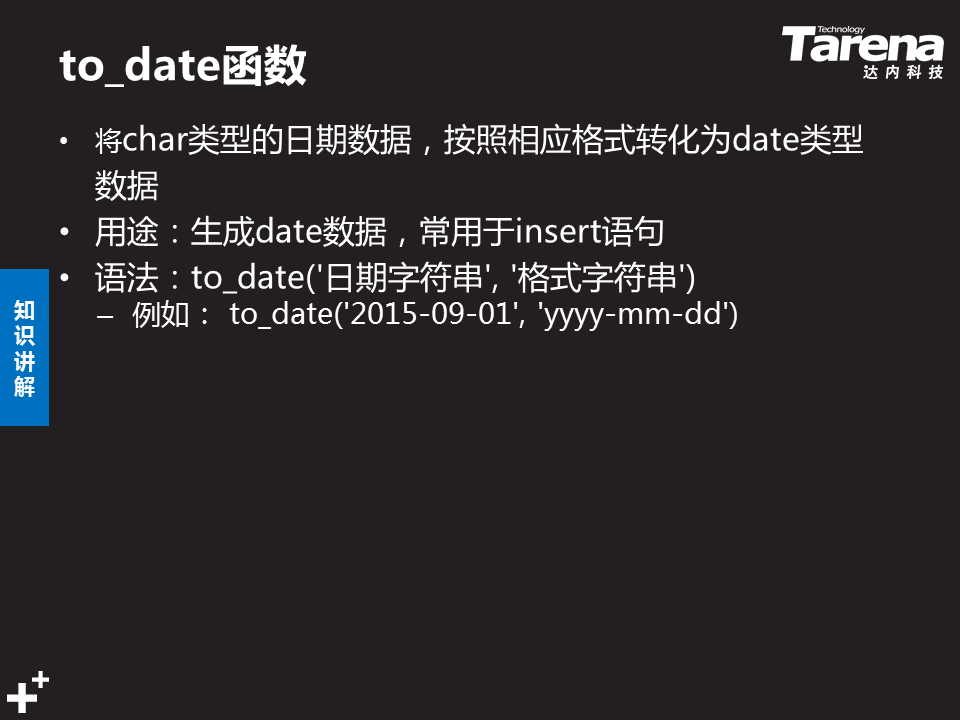 to_date函数
Technology
Tarena
达内科技
• 将char类型的日期数据，按照相应格式转化为date类型
数据
• 用途：生成date数据，常用于insert语句
• 语法：to_date('日期字符串', '格式字符串')
– 例如： to_date('2015-09-01', 'yyyy-mm-dd')
知
识
讲
解